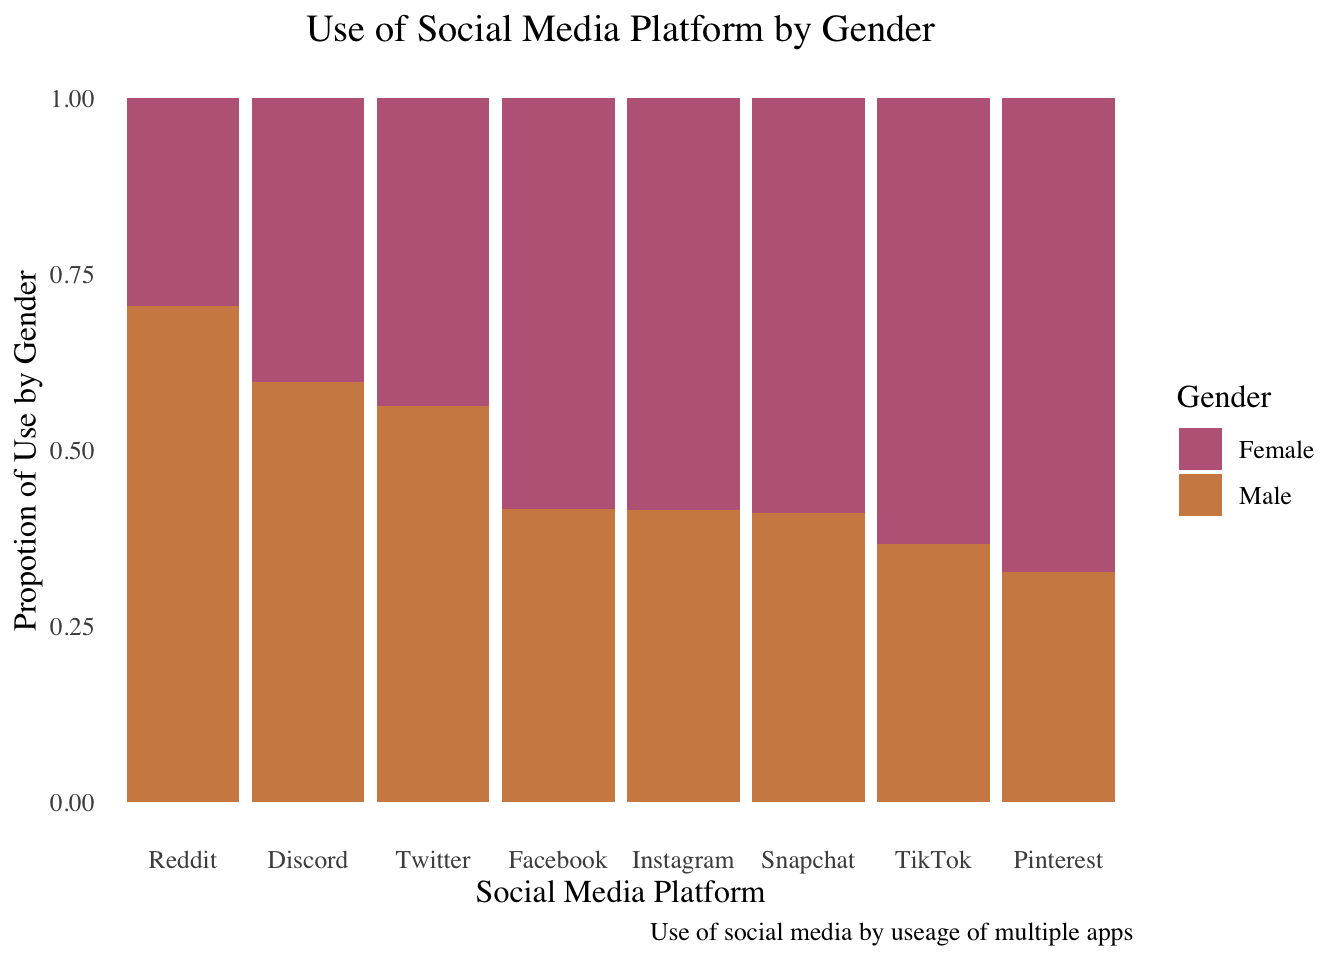 Use of Social Media Platform by Gender
Propotion of Use by Gender
1.00
0.75
0.50
0.25
0.00
Reddit Discord Twitter Facebook Instagram Snapchat TikTok Pinterest
Social Media Platform
Use of social media by useage of multiple apps
Gender
Female
Male